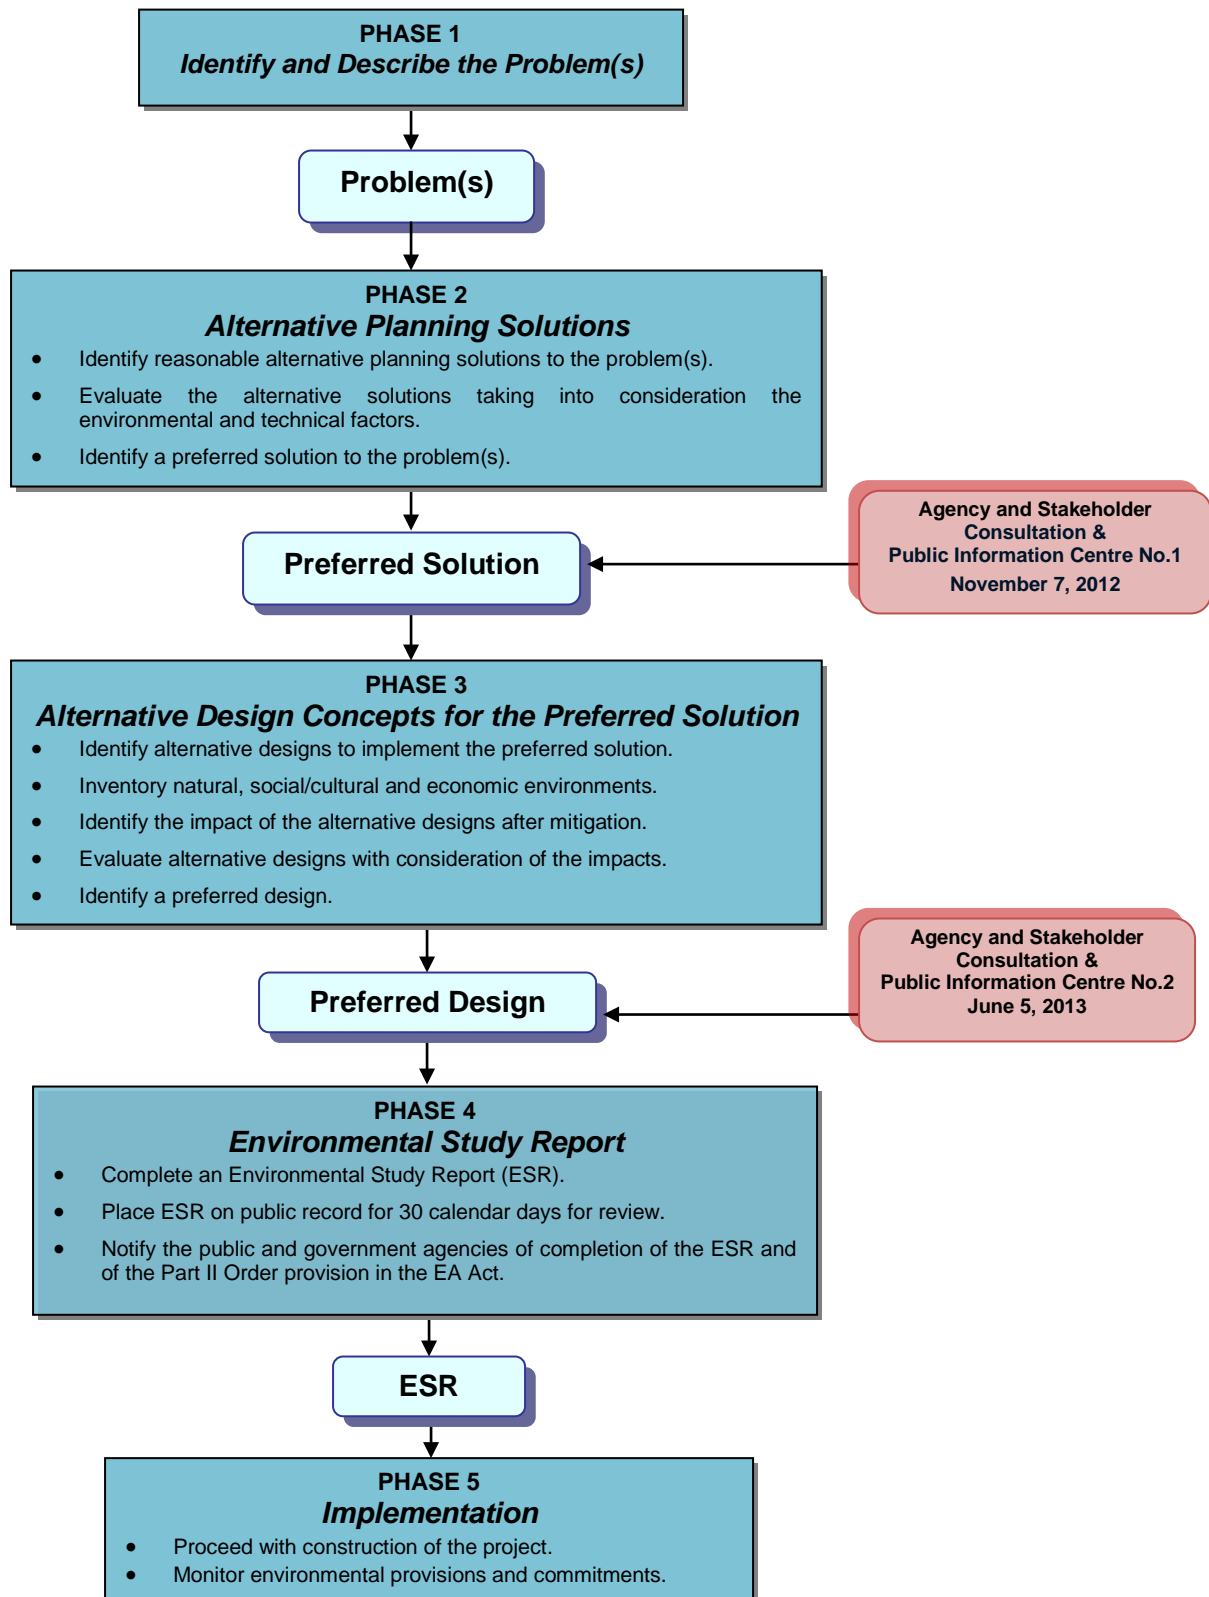 PHASE 1
Identify and Describe the Problem(s)
Problem(s)
PHASE 2
Alternative Planning Solutions
• Identify reasonable alternative planning solutions to the problem(s).
• Evaluate the alternative solutions taking into consideration the
environmental and technical factors.
• Identify a preferred solution to the problem(s).
Agency and Stakeholder
Consultation &
Public Information Centre No.1
November 7, 2012
Preferred Solution
PHASE 3
Alternative Design Concepts for the Preferred Solution
• Identify alternative designs to implement the preferred solution.
• Inventory natural, social/cultural and economic environments.
• Identify the impact of the alternative designs after mitigation.
• Evaluate alternative designs with consideration of the impacts.
• Identify a preferred design.
Agency and Stakeholder
Consultation &
Public Information Centre No.2
June 5, 2013
Preferred Design
PHASE 4
Environmental Study Report
• Complete an Environmental Study Report (ESR).
• Place ESR on public record for 30 calendar days for review.
• Notify the public and government agencies of completion of the ESR and
of the Part II Order provision in the EA Act.
ESR
PHASE 5
Implementation
• Proceed with construction of the project.
• Monitor environmental provisions and commitments.